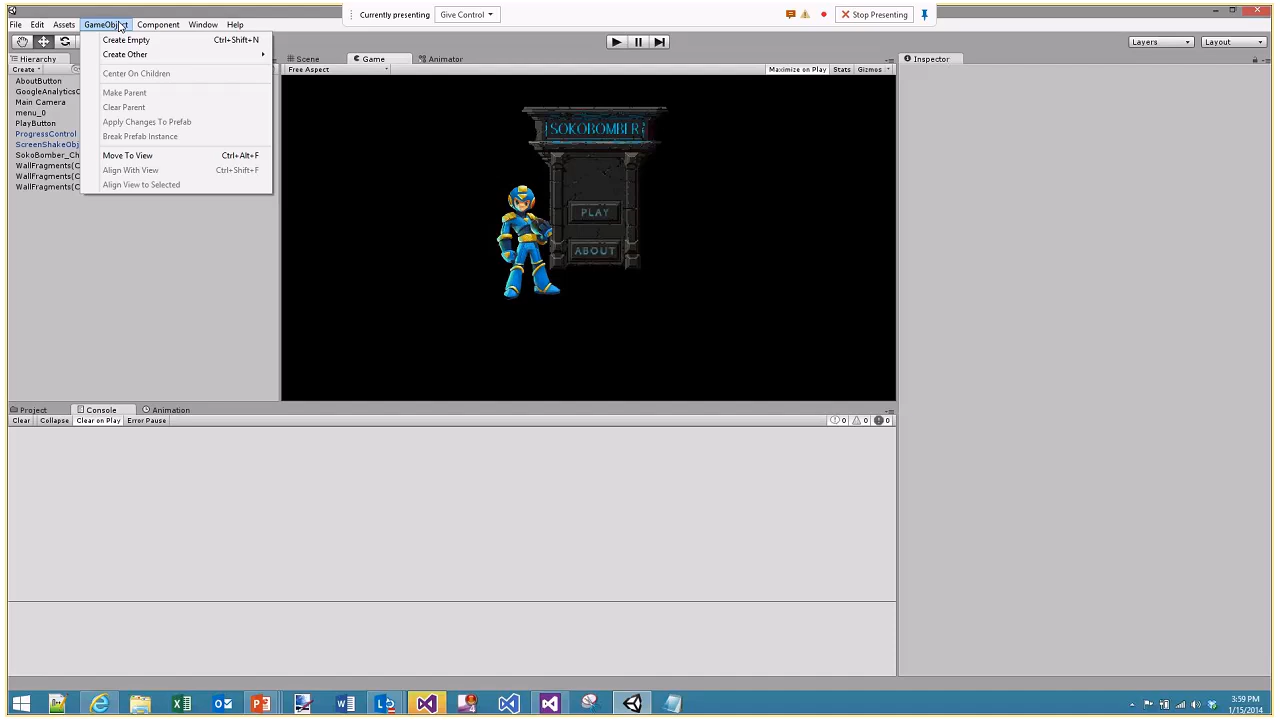 Currently presenting Give Control Stop Presenting
File Edit Assets GameObject Component Window Help
Create Empty Ctrl+Shift+N
Create Other
Center On Children
Make Parent
Clear Parent
Apply Changes To Prefab
Break Prefab Instance
Move To View Ctrl+Alt+F
Align With View Ctrl+Shift+F
Align View to Selected
Layers Layout
Hierarchy
Create
AboutButton
GoogleAnalyticsC
Main Camera
menu_0
PlayButton
ProgressControl
ScreenShakeObj
SokoBomber_Ch
WallFragments(C
WallFragments(C
WallFragments(C
Scene Game Animator
Free Aspect Maximize on Play Stats Gizmos
SOKOBOMBER
PLAY
ABOUT
Inspector
Project Console Animation
Clear Collapse Clear on Play Error Pause 0 0 0
3:59 PM
1/15/2014